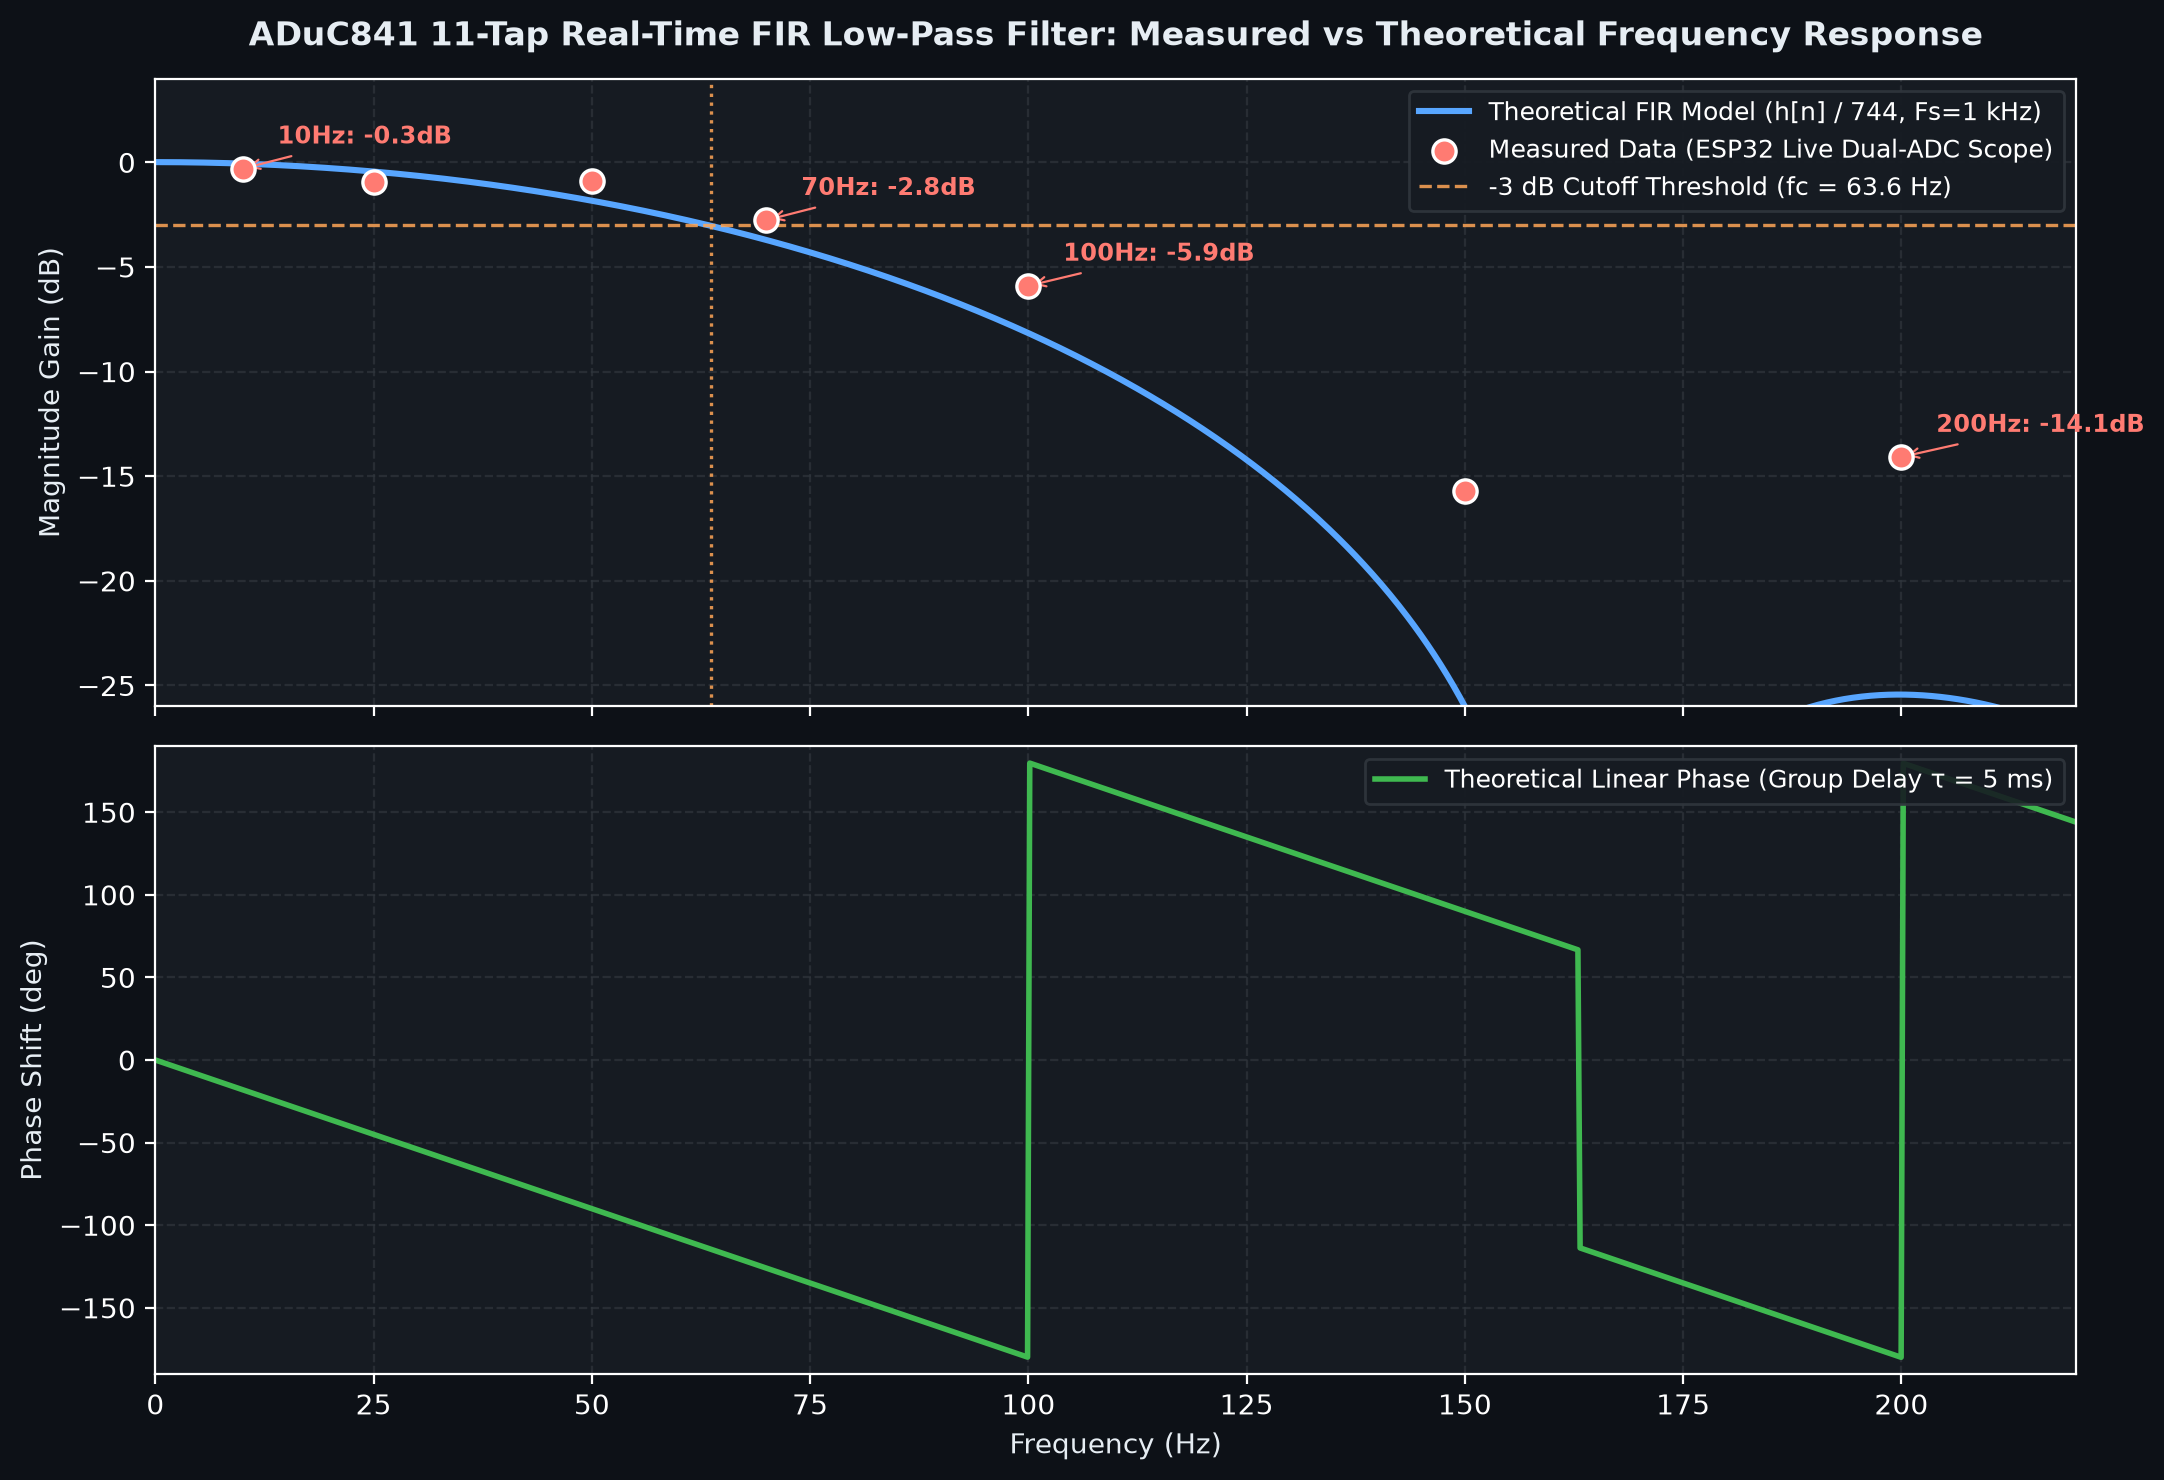 ADuC841 11-Tap Real-Time FIR Low-Pass Filter: Measured vs Theoretical Frequency Response
Theoretical FIR Model (h[n] / 744, Fs=1 kHz)
Measured Data (ESP32 Live Dual-ADC Scope)
-3 dB Cutoff Threshold (fc = 63.6 Hz)
10Hz: -0.3dB
70Hz: -2.8dB
100Hz: -5.9dB
200Hz: -14.1dB
Magnitude Gain (dB)
0
−5
−10
−15
−20
−25
Theoretical Linear Phase (Group Delay τ = 5 ms)
Phase Shift (deg)
150
100
50
0
−50
−100
−150
0 25 50 75 100 125 150 175 200
Frequency (Hz)